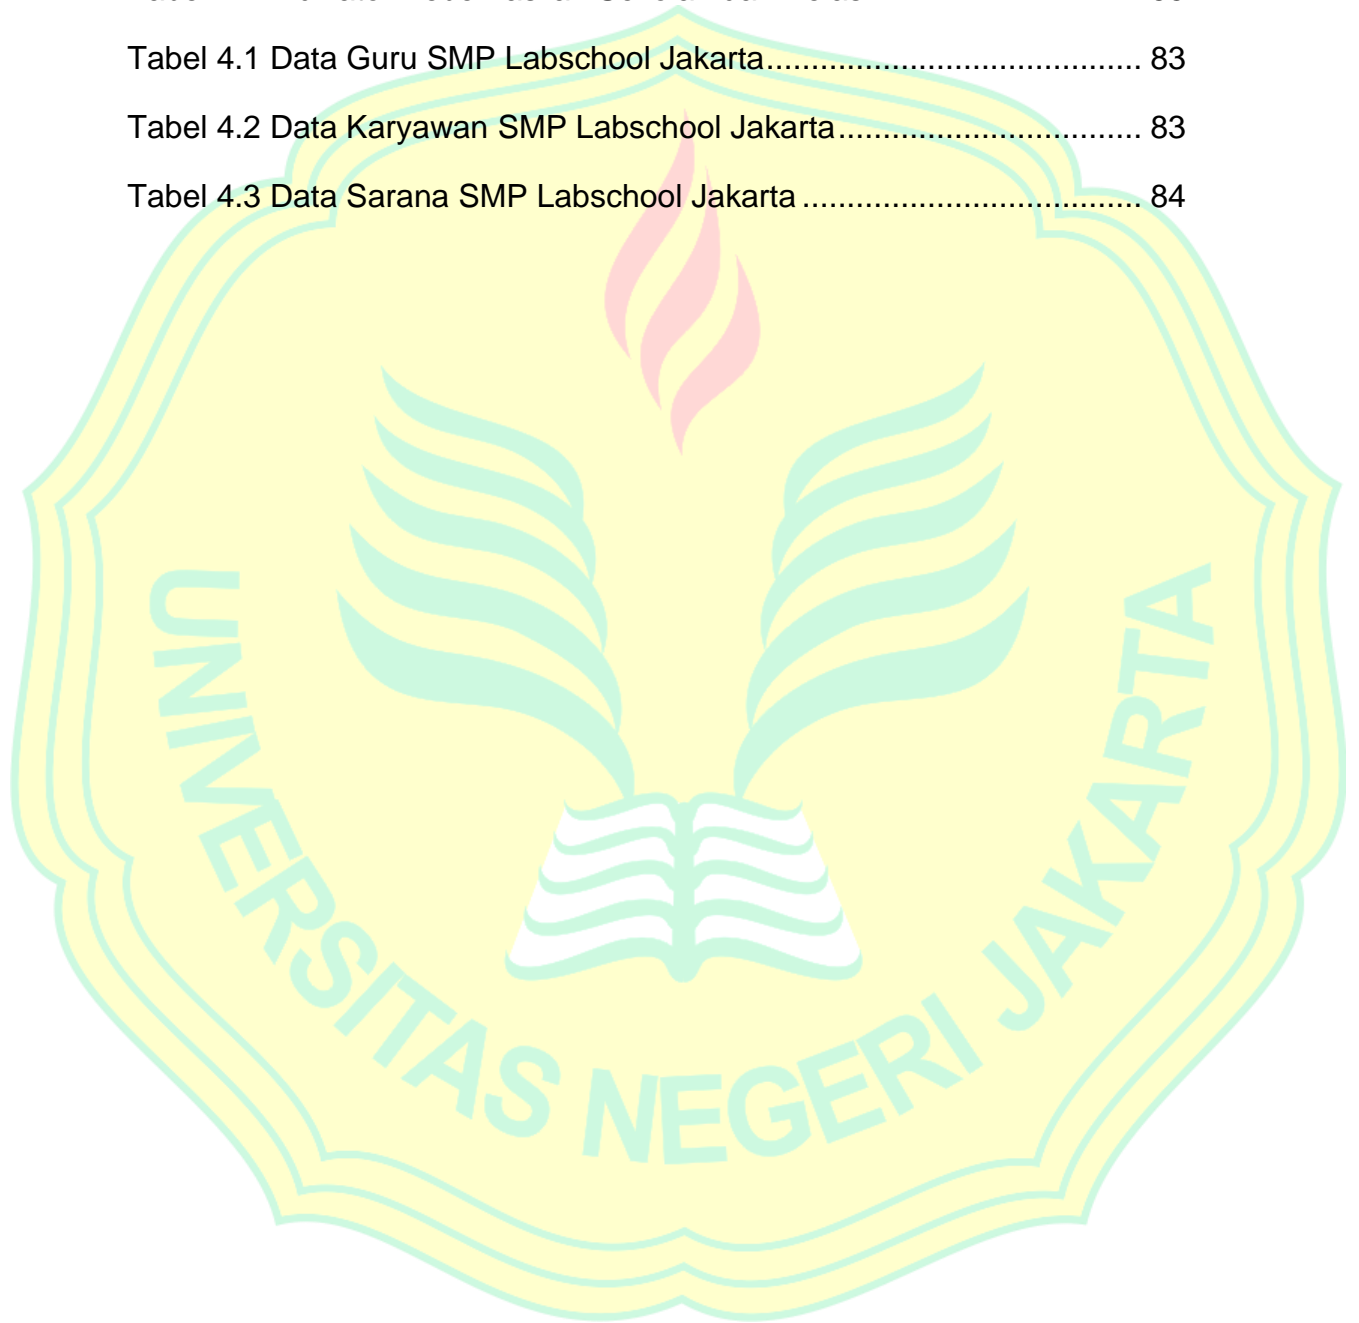 Tabel 4.1 Data Guru SMP Labschool Jakarta........................................... 83
Tabel 4.2 Data Karyawan SMP Labschool Jakarta................................... 83
Tabel 4.3 Data Sarana SMP Labschool Jakarta ....................................... 84
UNIVERSITAS NEGERI JAKARTA